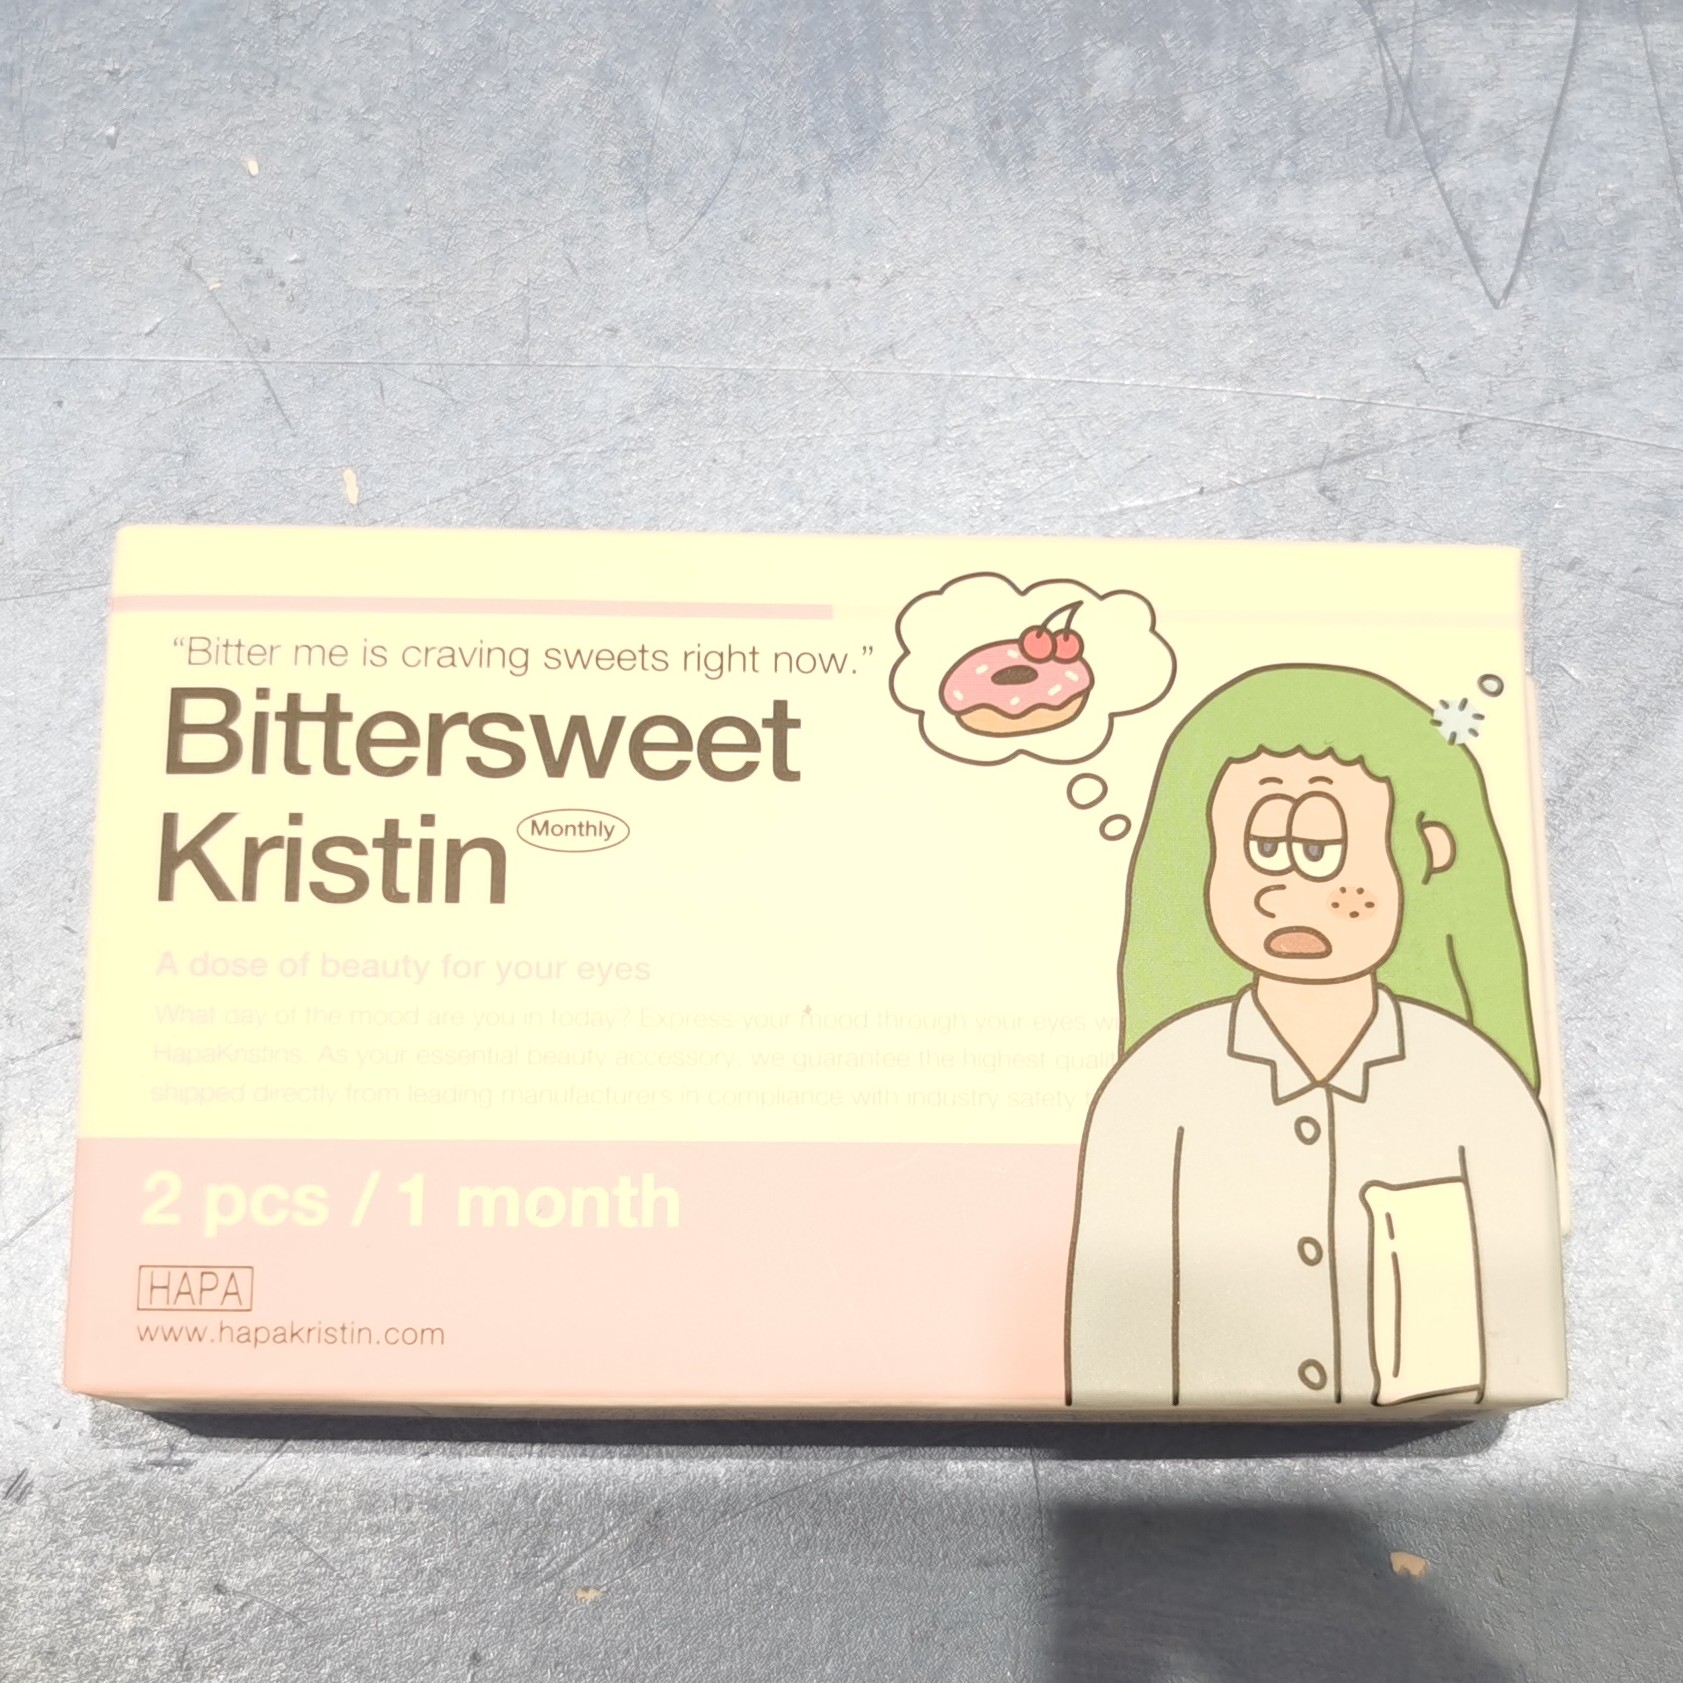 “Bitter me is craving sweets right now.”
Bittersweet
Kristin Monthly
A dose of beauty for your eyes
What day of the mood are you in today? Express your mood through your eyes
HapaKristins. As your essential beauty accessory, we guarantee the highest
shipped directly from leading manufacturers in compliance with industry safety
2 pcs / 1 month
HAPA
www.hapakristin.com